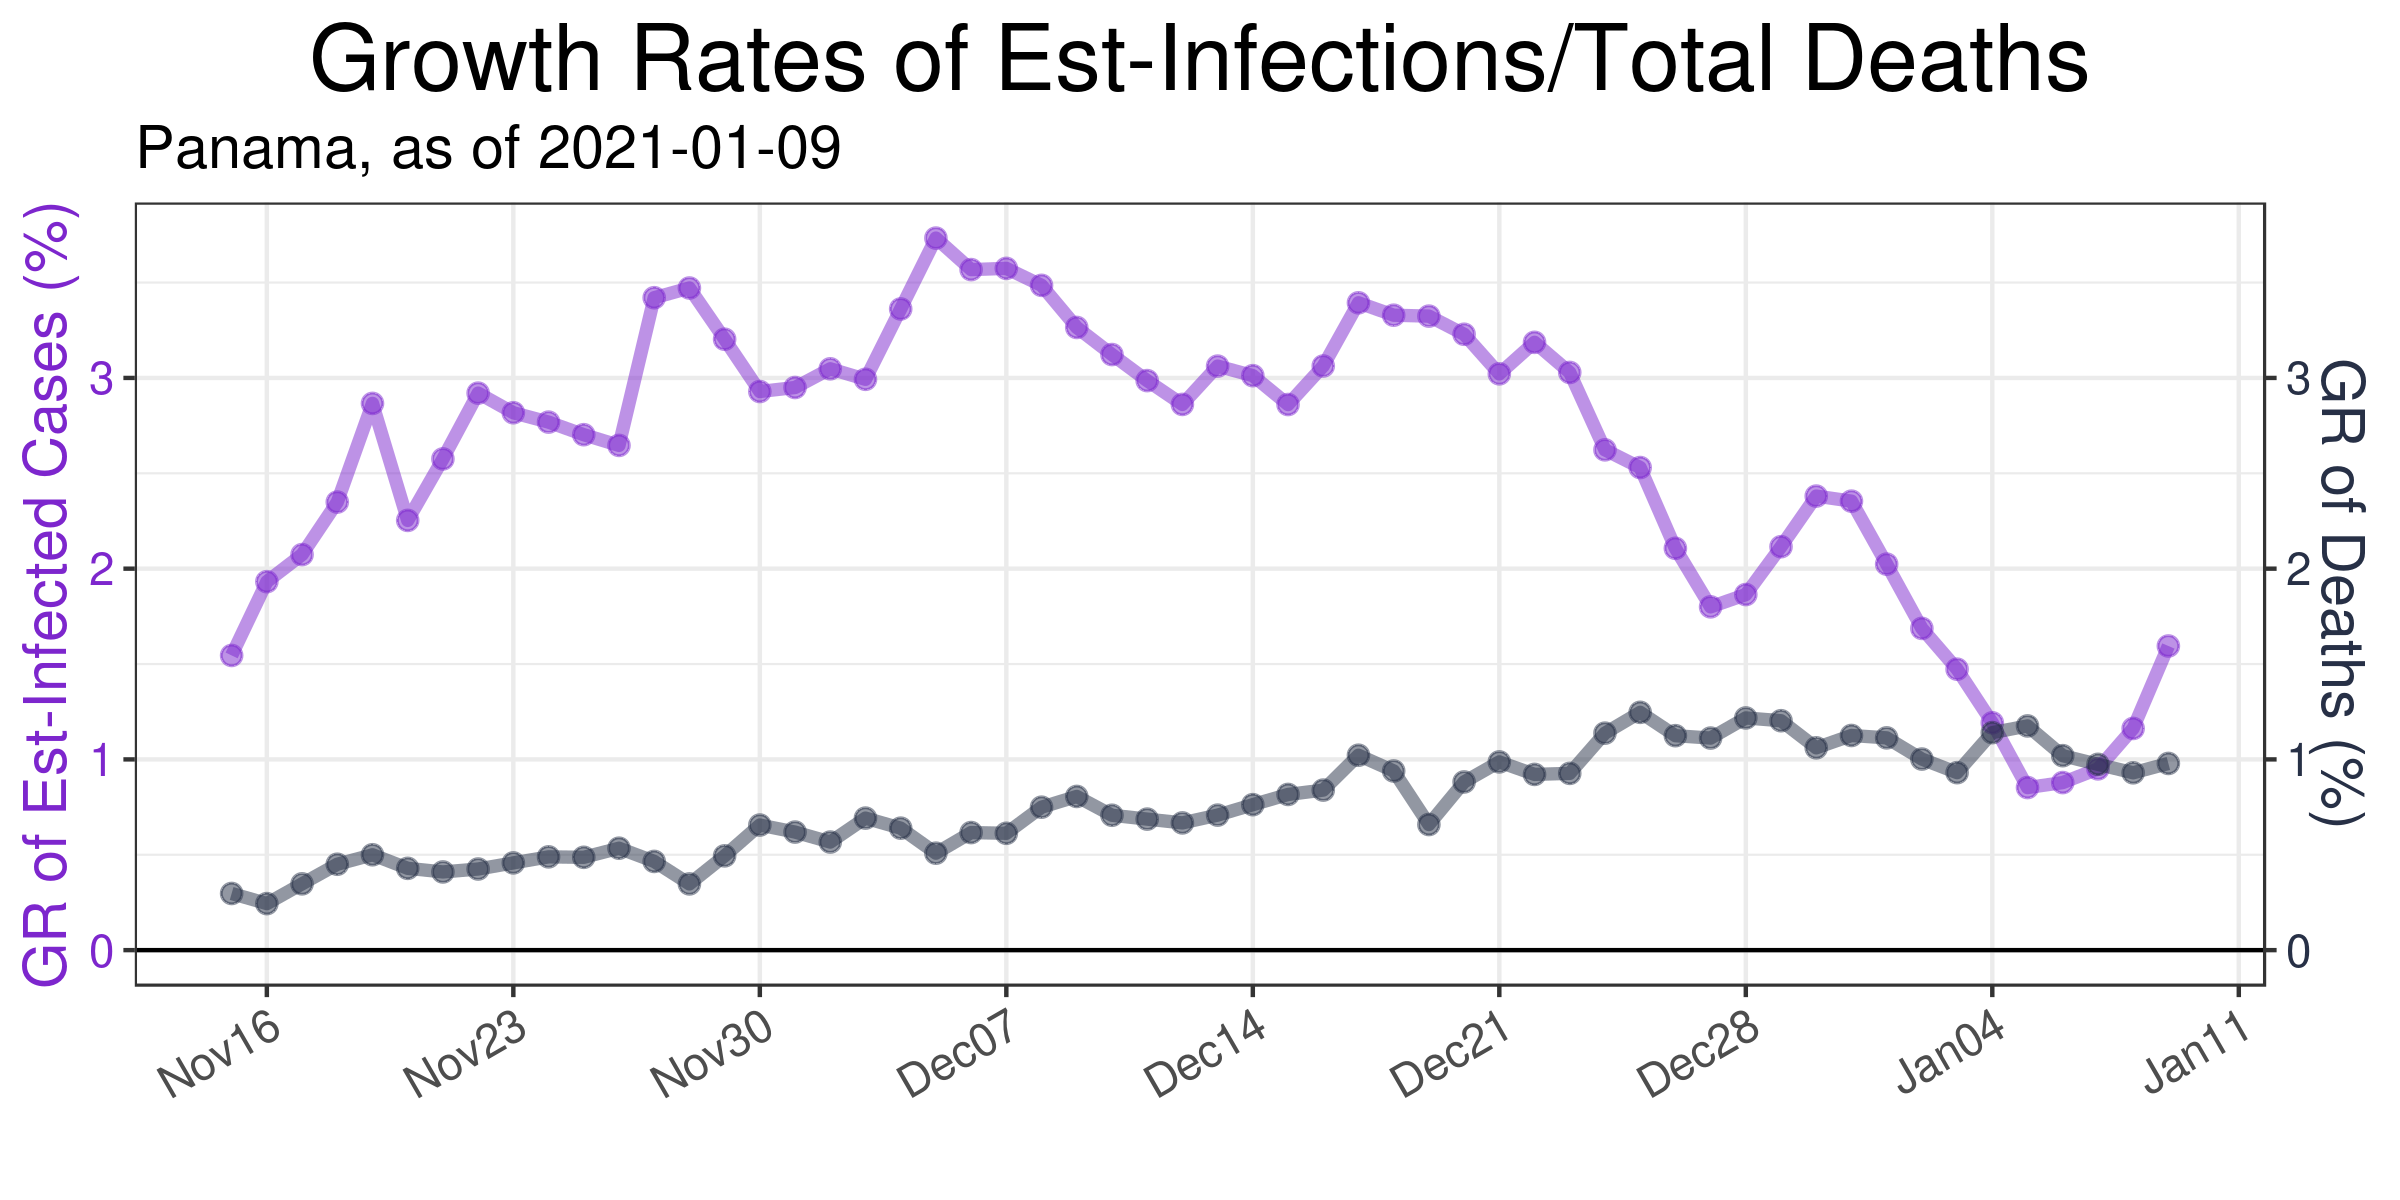 Growth Rates of Est-Infections/Total Deaths
Panama, as of 2021-01-09
GR of Est-Infected Cases (%)
3
2
1
0
3
2
1
0
GR of Deaths (%)
Nov16
Nov23
Nov30
Dec07
Dec14
Dec21
Dec28
Jan04
Jan11